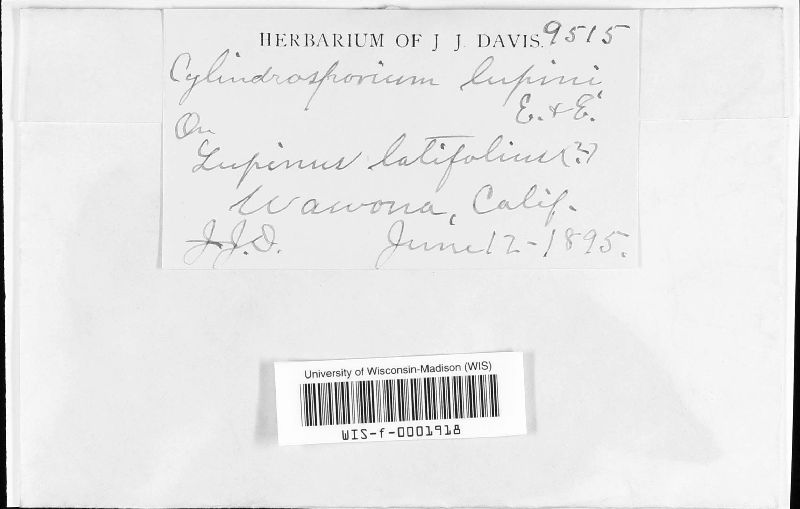 HERBARIUM OF J. J. DAVIS. 9515
Cylindrosporium lupini
E. & E.
On
Lupinus latifolius (?)
Wawona, Calif.
J.J.D. June 12-1895.
University of Wisconsin-Madison (WIS)
WIS-f-0001918